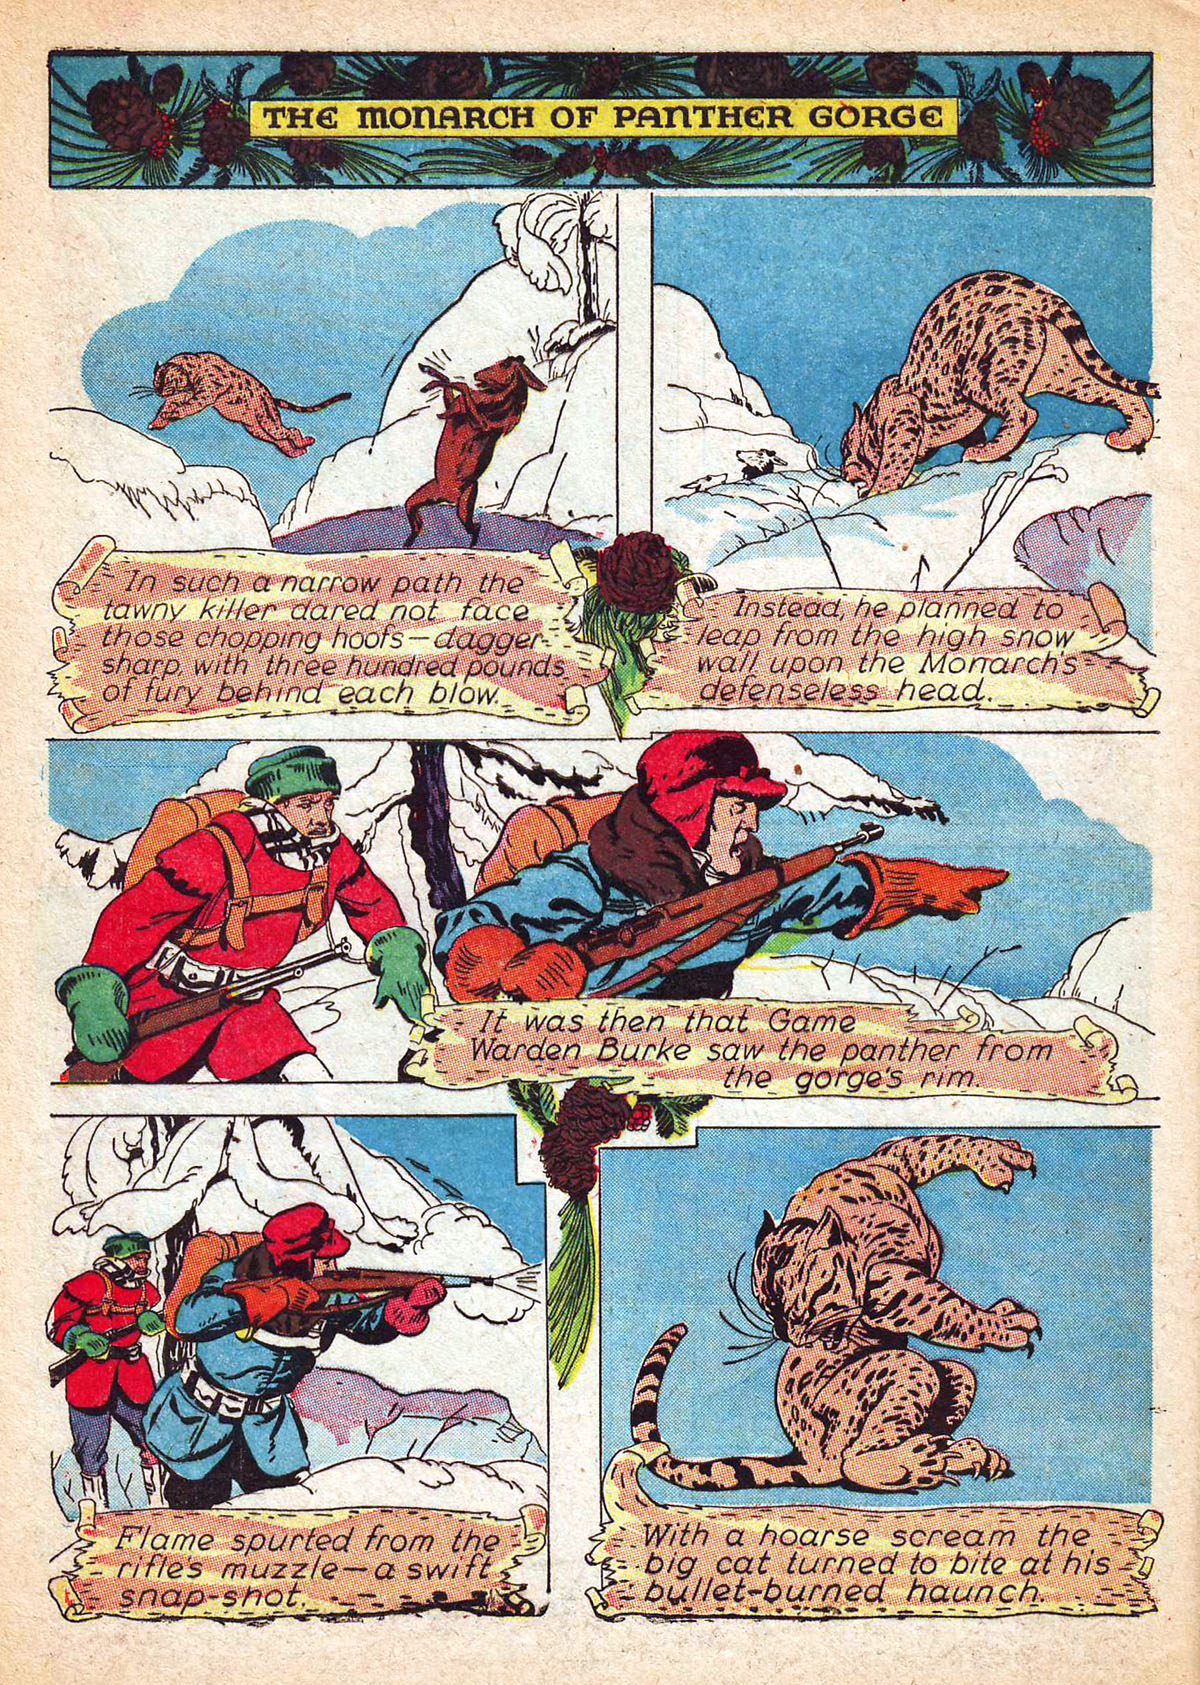 THE MONARCH OF PANTHER GORGE
In such a narrow path the
tawny killer dared not face
those chopping hoofs—dagger-
sharp, with three hundred pounds
of fury behind each blow.
Instead, he planned to
leap from the high snow
wall upon the Monarch's
defenseless head.
It was then that Game
Warden Burke saw the panther from
the gorge's rim.
Flame spurted from the
rifle's muzzle—a swift
snap-shot.
With a hoarse scream the
big cat turned to bite at his
bullet-burned haunch.